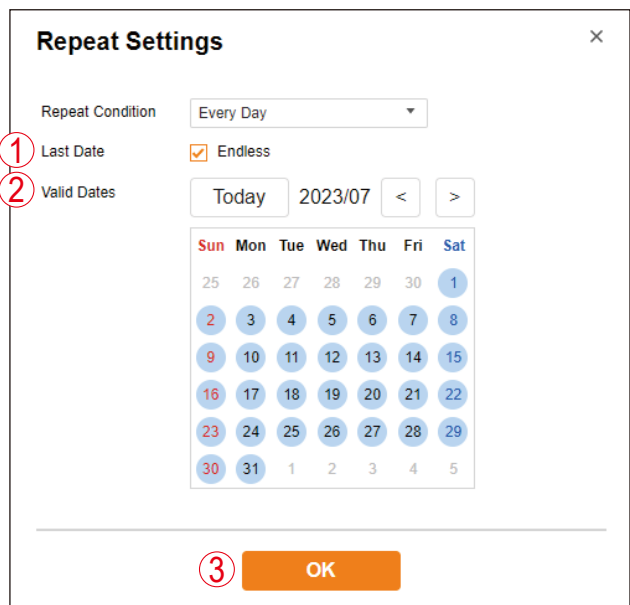 Repeat Settings ×
Repeat Condition Every Day
① Last Date Endless
② Valid Dates Today 2023/07 < >
Sun Mon Tue Wed Thu Fri Sat
25 26 27 28 29 30 1
2 3 4 5 6 7 8
9 10 11 12 13 14 15
16 17 18 19 20 21 22
23 24 25 26 27 28 29
30 31 1 2 3 4 5
③ OK